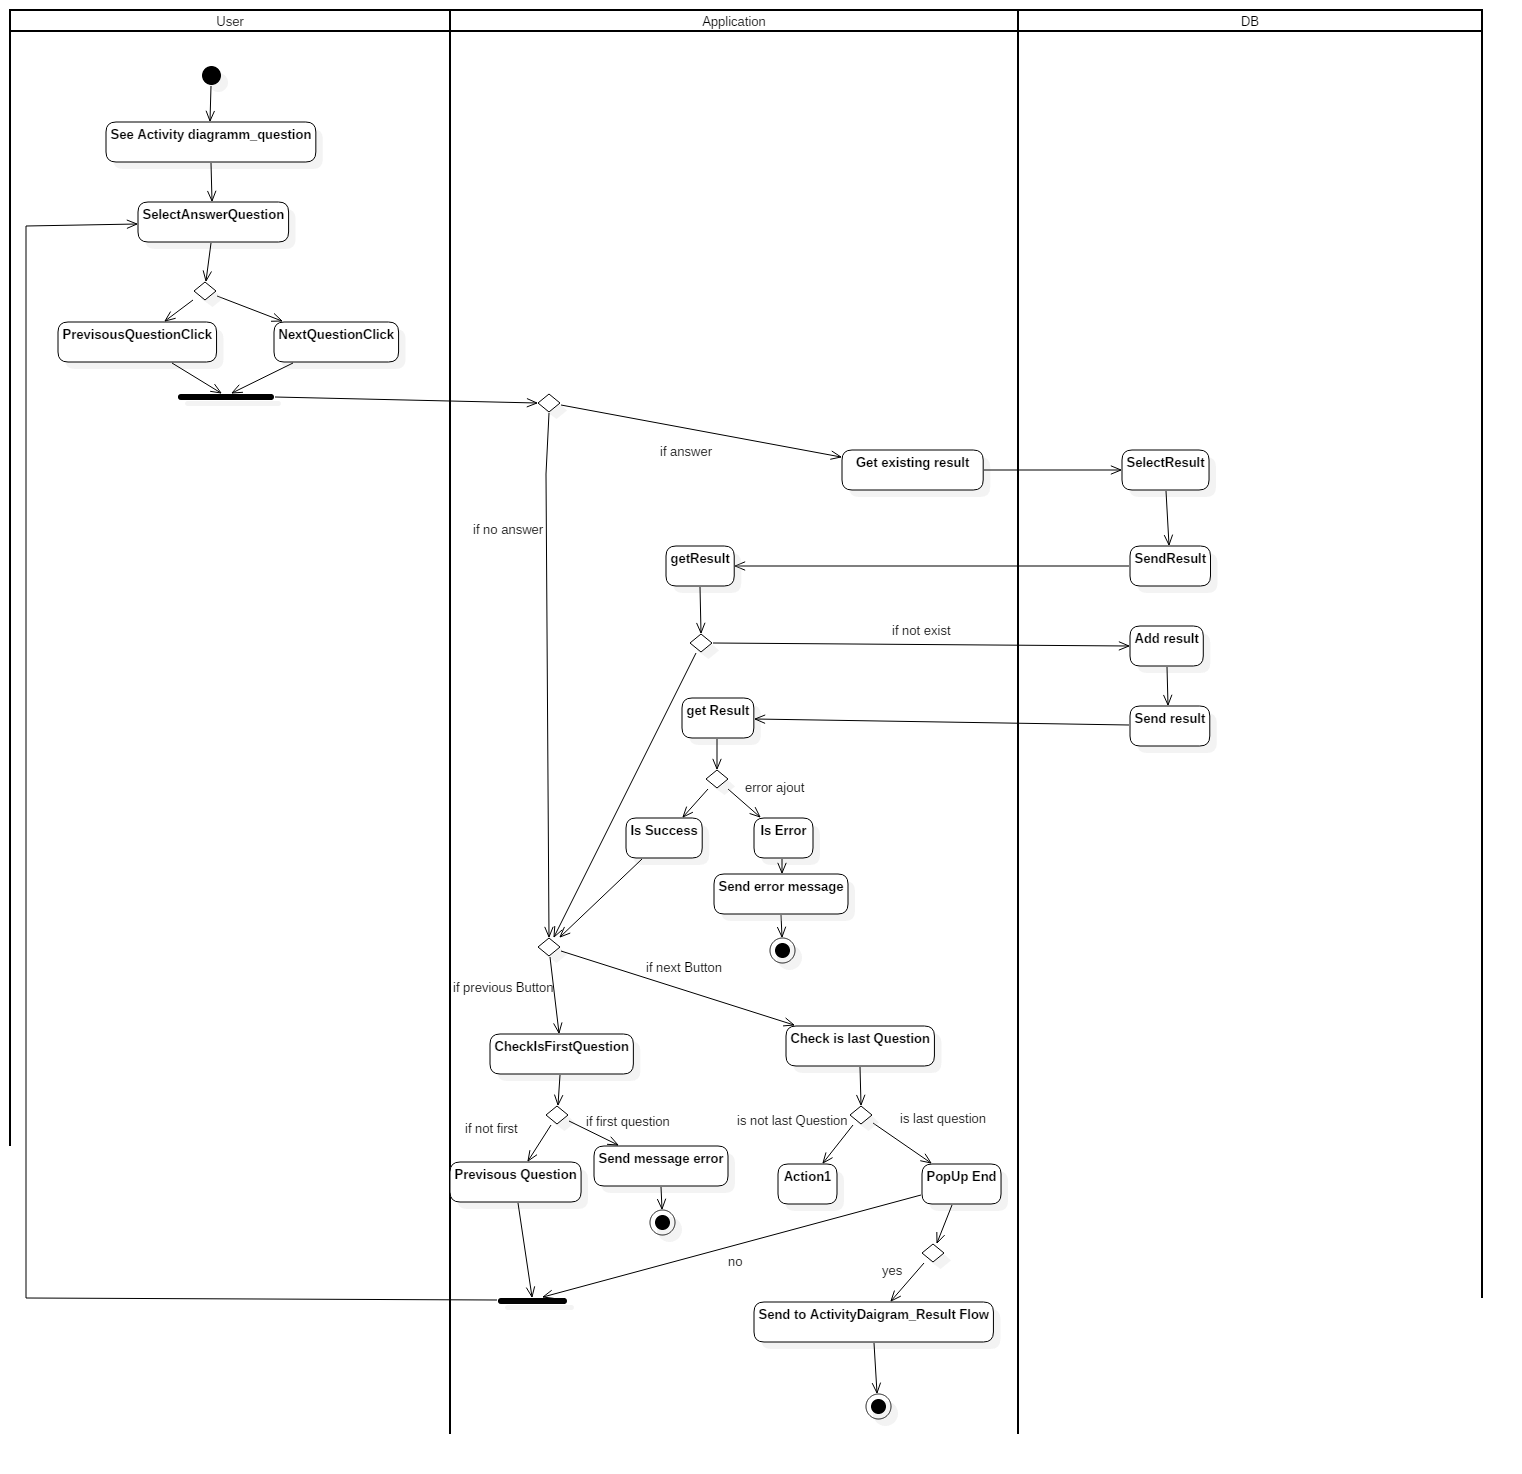 User
Application
DB
See Activity diagramm_question
SelectAnswerQuestion
PrevisousQuestionClick
NextQuestionClick
if answer
Get existing result
SelectResult
if no answer
getResult
SendResult
if not exist
Add result
get Result
Send result
error ajout
Is Success
Is Error
Send error message
if next Button
if previous Button
CheckIsFirstQuestion
Check is last Question
if not first
if first question
is not last Question
is last question
Send message error
Previsous Question
Action1
PopUp End
no
yes
Send to ActivityDaigram_Result Flow